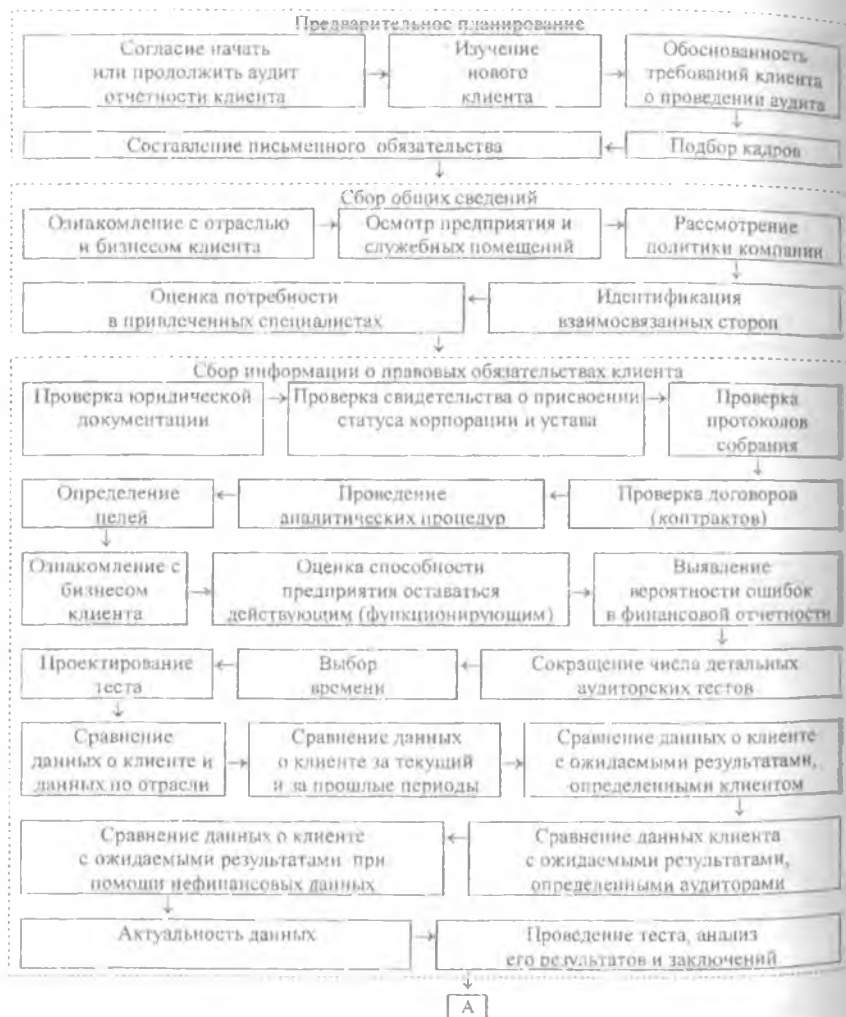 Предварительное планирование
Согласие начать
или продолжить аудит
отчетности клиента
Изучение
нового
клиента
Обоснованность
требований клиента
о проведении аудита
Составление письменного обязательства
Подбор кадров
Сбор общих сведений
Ознакомление с отраслью
и бизнесом клиента
Осмотр предприятия и
служебных помещений
Рассмотрение
политики компании
Оценка потребности
в привлеченных специалистах
Идентификация
взаимосвязанных сторон
Сбор информации о правовых обязательствах клиента
Проверка юридической
документации
Проверка свидетельства о присвоении
статуса корпорации и устава
Проверка
протоколов
собрания
Определение
целей
Проведение
аналитических процедур
Проверка договоров
(контрактов)
Ознакомление с
бизнесом
клиента
Оценка способности
предприятия оставаться
действующим (функционирующим)
Выявление
вероятности ошибок
в финансовой отчетности
Проектирование
теста
Выбор
времени
Сокращение числа детальных
аудиторских тестов
Сравнение
данных о клиенте и
данных по отрасли
Сравнение данных
о клиенте за текущий
и за прошлые периоды
Сравнение данных о клиенте
с ожидаемыми результатами,
определенными клиентом
Сравнение данных о клиенте
с ожидаемыми результатами при
помощи нефинансовых данных
Сравнение данных клиента
с ожидаемыми результатами,
определенными аудиторами
Актуальность данных
Проведение теста, анализ
его результатов и заключений
А